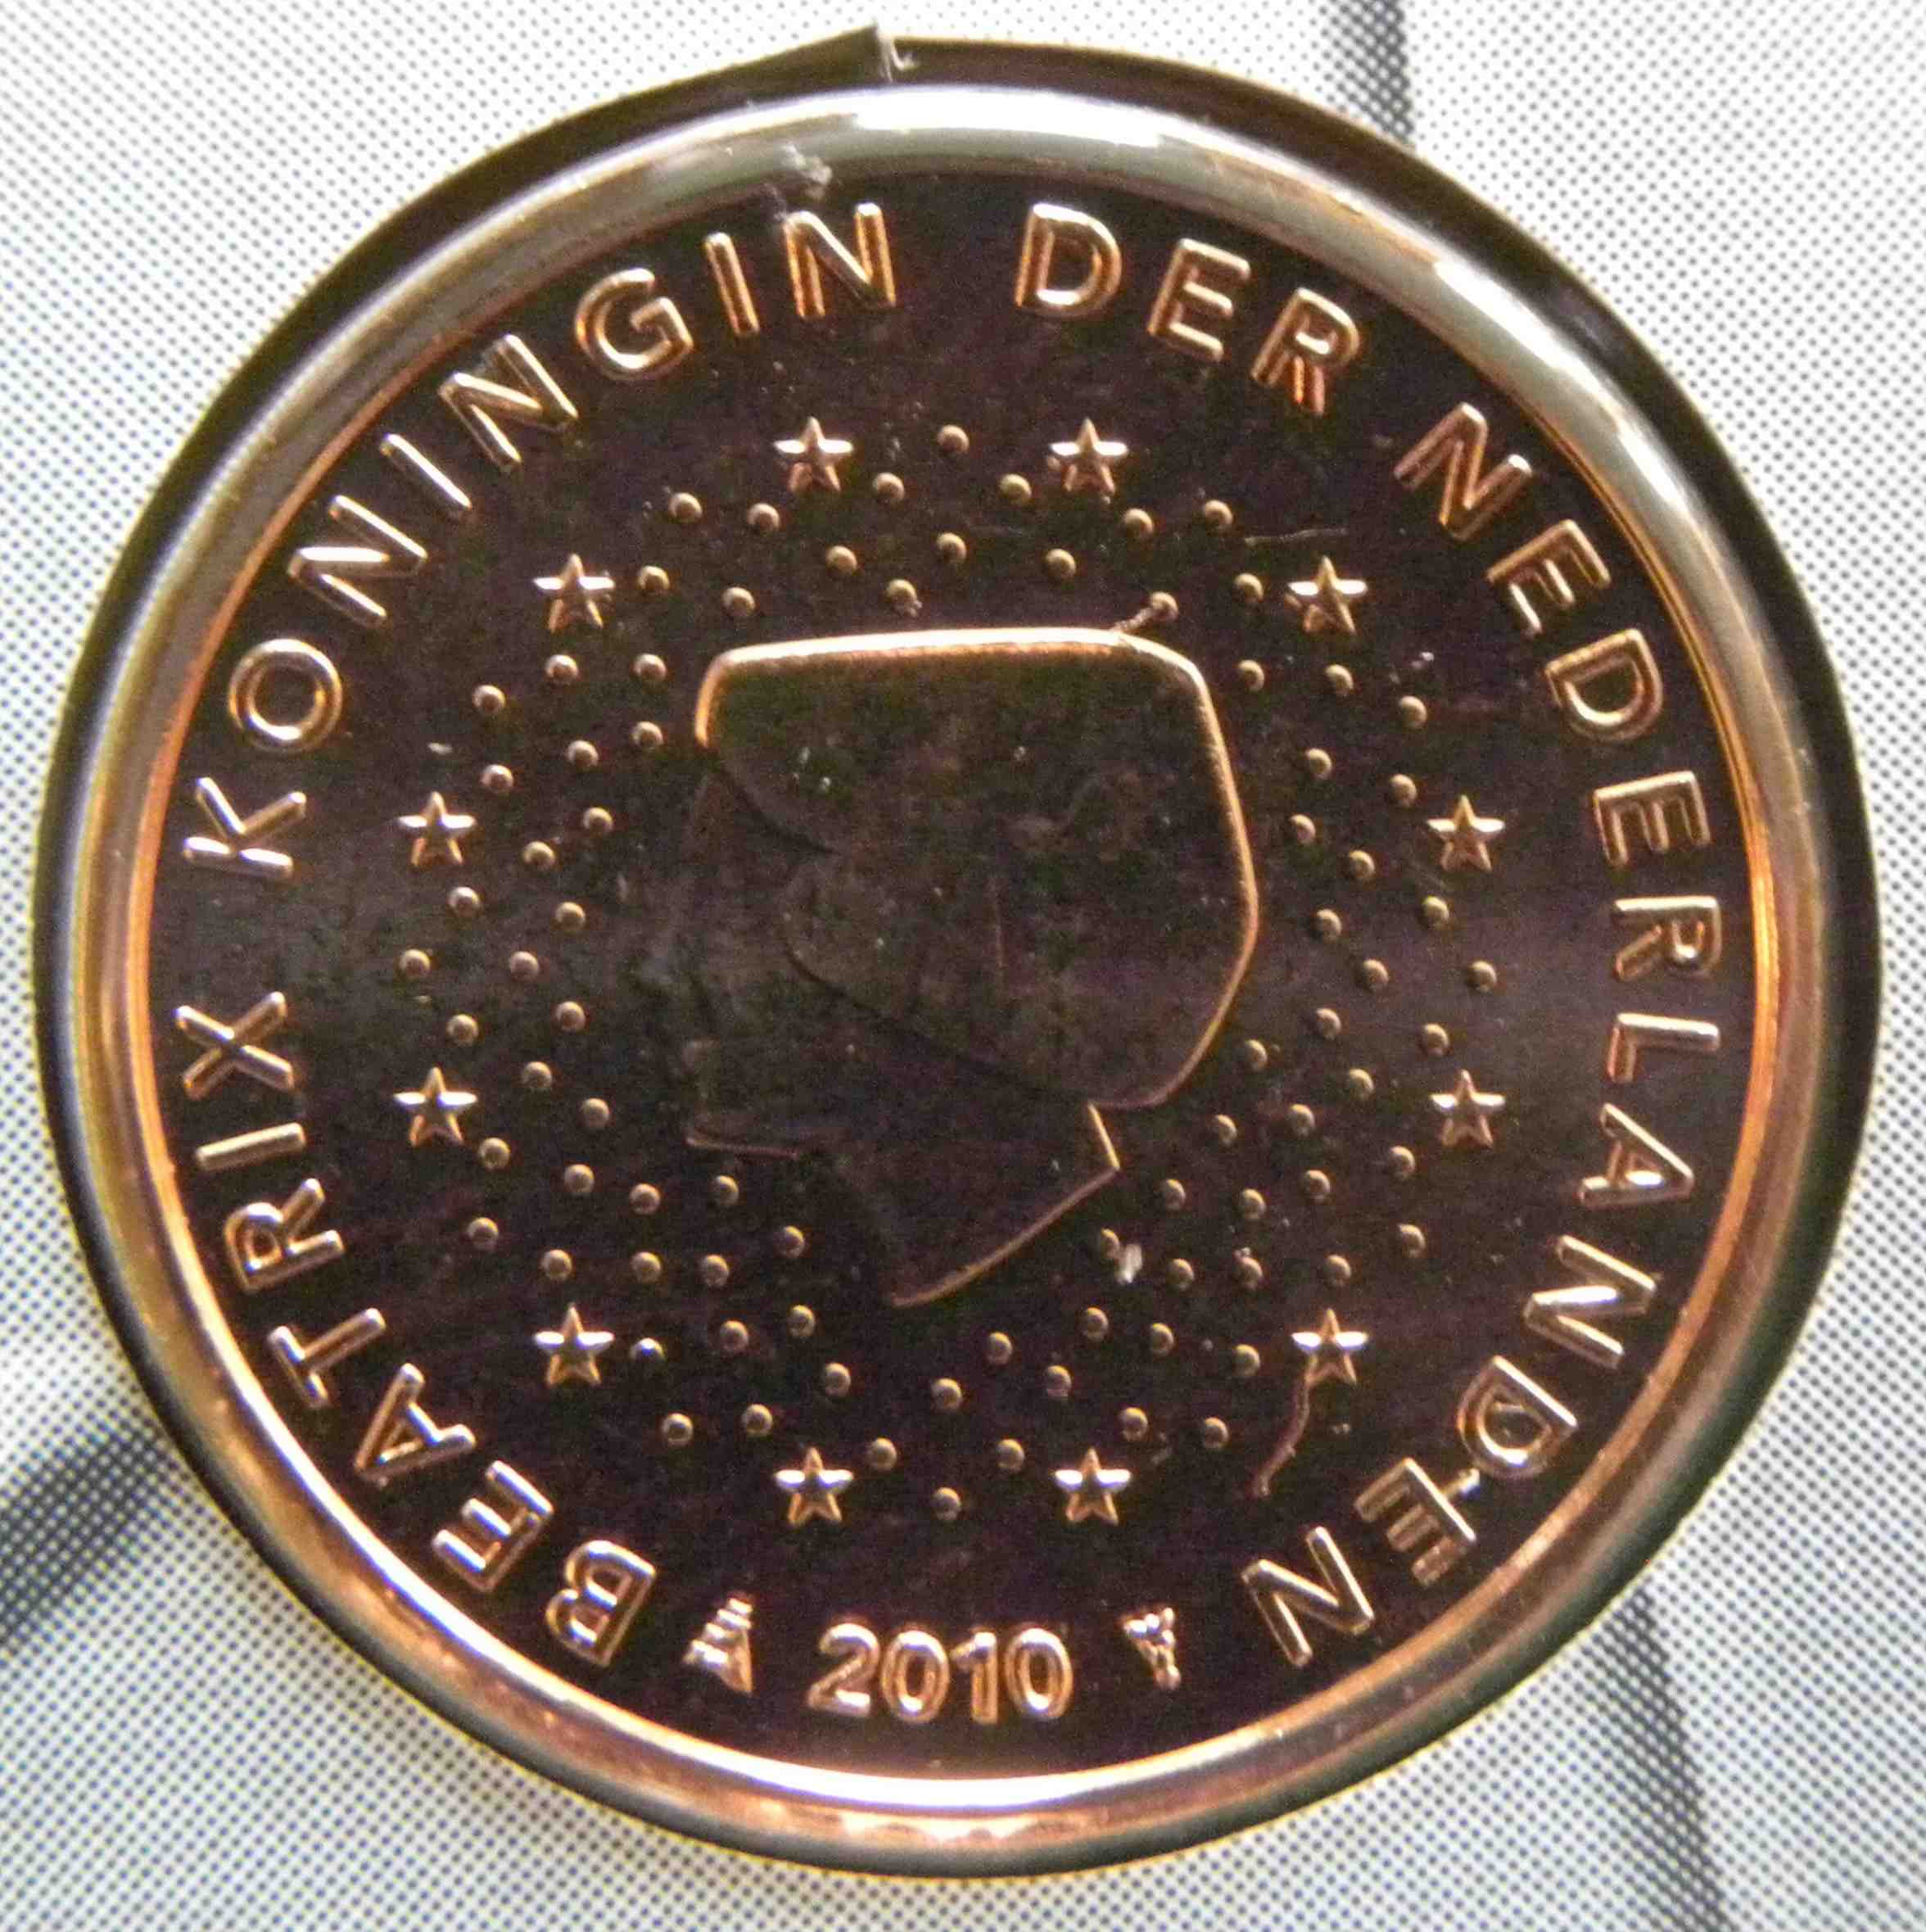 BEATRIX KONINGIN DER NEDERLANDEN
2010